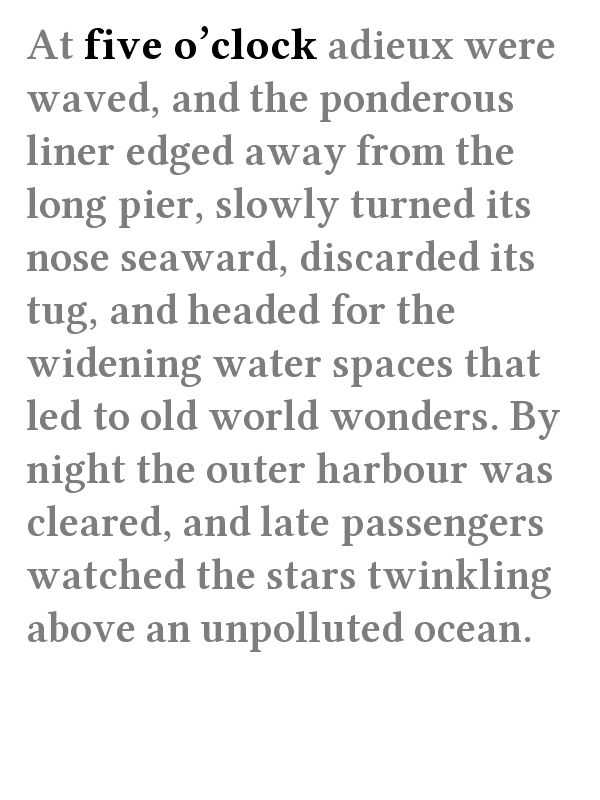 At five o’clock adieux were
waved, and the ponderous
liner edged away from the
long pier, slowly turned its
nose seaward, discarded its
tug, and headed for the
widening water spaces that
led to old world wonders. By
night the outer harbour was
cleared, and late passengers
watched the stars twinkling
above an unpolluted ocean.